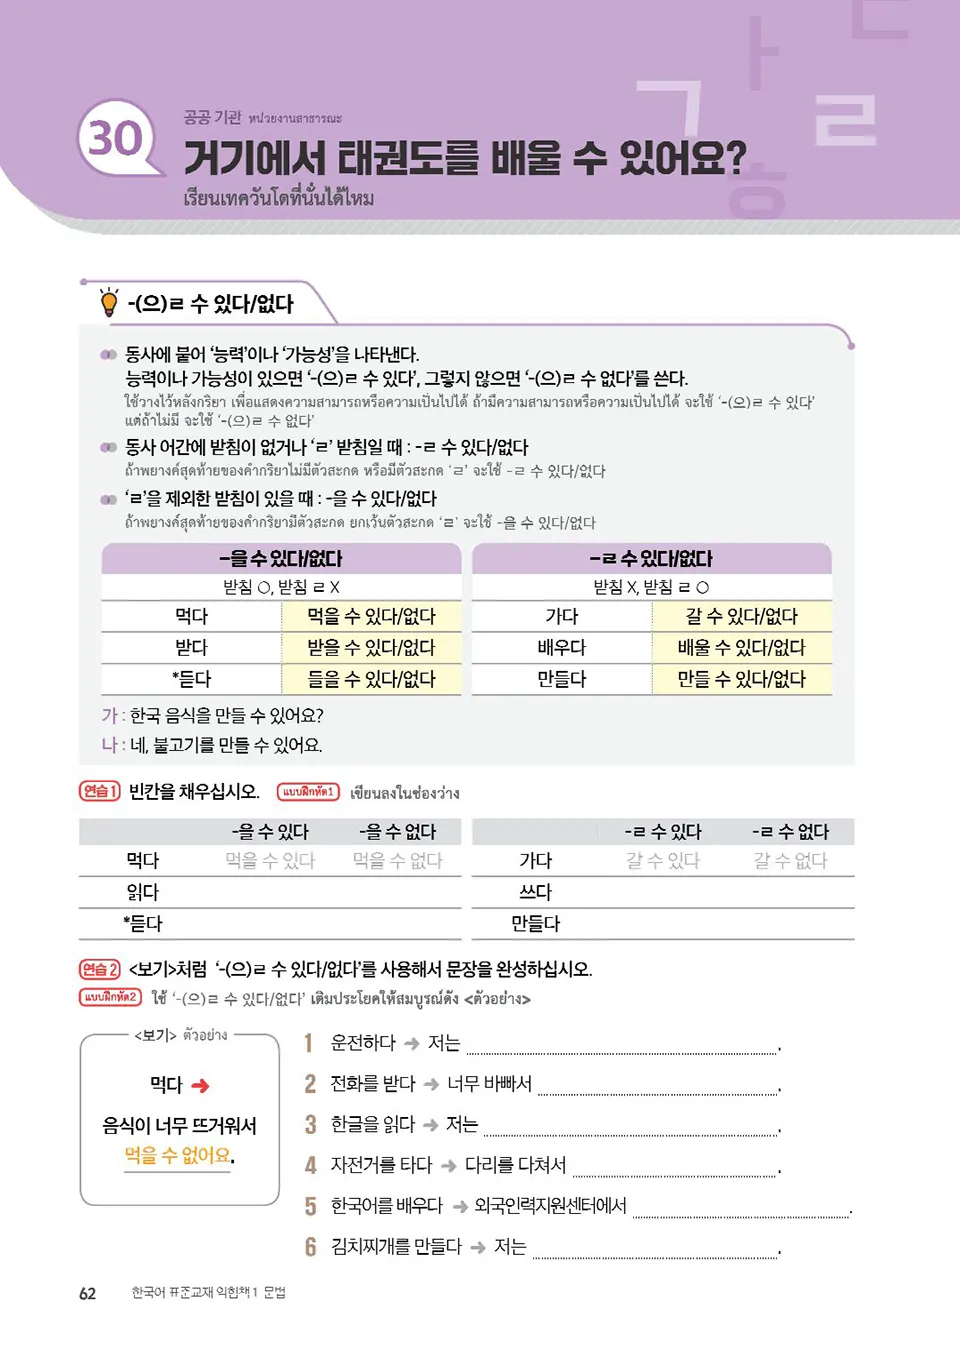 30
공공 기관 หน่วยงานสาธารณะ
거기에서 태권도를 배울 수 있어요?
เรียนเทควันโดที่นั่นได้ไหม
ㄱ ㅏ ㄷ ㄹ ㅎ
-(으)ㄹ 수 있다/없다
동사에 붙어 '능력'이나 '가능성'을 나타낸다.
능력이나 가능성이 있으면 '-(으)ㄹ 수 있다', 그렇지 않으면 '-(으)ㄹ 수 없다'를 쓴다.
ใช้วางไว้หลังกริยา เพื่อแสดงความสามารถหรือความเป็นไปได้ ถ้ามีความสามารถหรือความเป็นไปได้ จะใช้ '-(으)ㄹ 수 있다'
แต่ถ้าไม่มี จะใช้ '-(으)ㄹ 수 없다'
동사 어간에 받침이 없거나 'ㄹ' 받침일 때 : -ㄹ 수 있다/없다
ถ้าพยางค์สุดท้ายของคำกริยาไม่มีตัวสะกด หรือมีตัวสะกด 'ㄹ' จะใช้ -ㄹ 수 있다/없다
'ㄹ'을 제외한 받침이 있을 때 : -을 수 있다/없다
ถ้าพยางค์สุดท้ายของคำกริยามีตัวสะกด ยกเว้นตัวสะกด 'ㄹ' จะใช้ -을 수 있다/없다
-을 수 있다/없다 -ㄹ 수 있다/없다
받침 O, 받침 ㄹ X 받침 X, 받침 ㄹ O
먹다 먹을 수 있다/없다 가다 갈 수 있다/없다
받다 받을 수 있다/없다 배우다 배울 수 있다/없다
*듣다 들을 수 있다/없다 만들다 만들 수 있다/없다
가 : 한국 음식을 만들 수 있어요?
나 : 네, 불고기를 만들 수 있어요.
연습 1 빈칸을 채우십시오. แบบฝึกหัด1 เขียนลงในช่องว่าง
-을 수 있다 -을 수 없다 -ㄹ 수 있다 -ㄹ 수 없다
먹다 먹을 수 있다 먹을 수 없다 가다 갈 수 있다 갈 수 없다
읽다 쓰다
*듣다 만들다
연습 2 <보기>처럼 '-(으)ㄹ 수 있다/없다'를 사용해서 문장을 완성하십시오.
แบบฝึกหัด2 ใช้ '-(으)ㄹ 수 있다/없다' เติมประโยคให้สมบูรณ์ดัง <ตัวอย่าง>
<보기> ตัวอย่าง
먹다 ➔
음식이 너무 뜨거워서
먹을 수 없어요.
1 운전하다 ➔ 저는 .
2 전화를 받다 ➔ 너무 바빠서 .
3 한글을 읽다 ➔ 저는 .
4 자전거를 타다 ➔ 다리를 다쳐서 .
5 한국어를 배우다 ➔ 외국인력지원센터에서 .
6 김치찌개를 만들다 ➔ 저는 .
62 한국어 표준교재 익힘책 1 문법